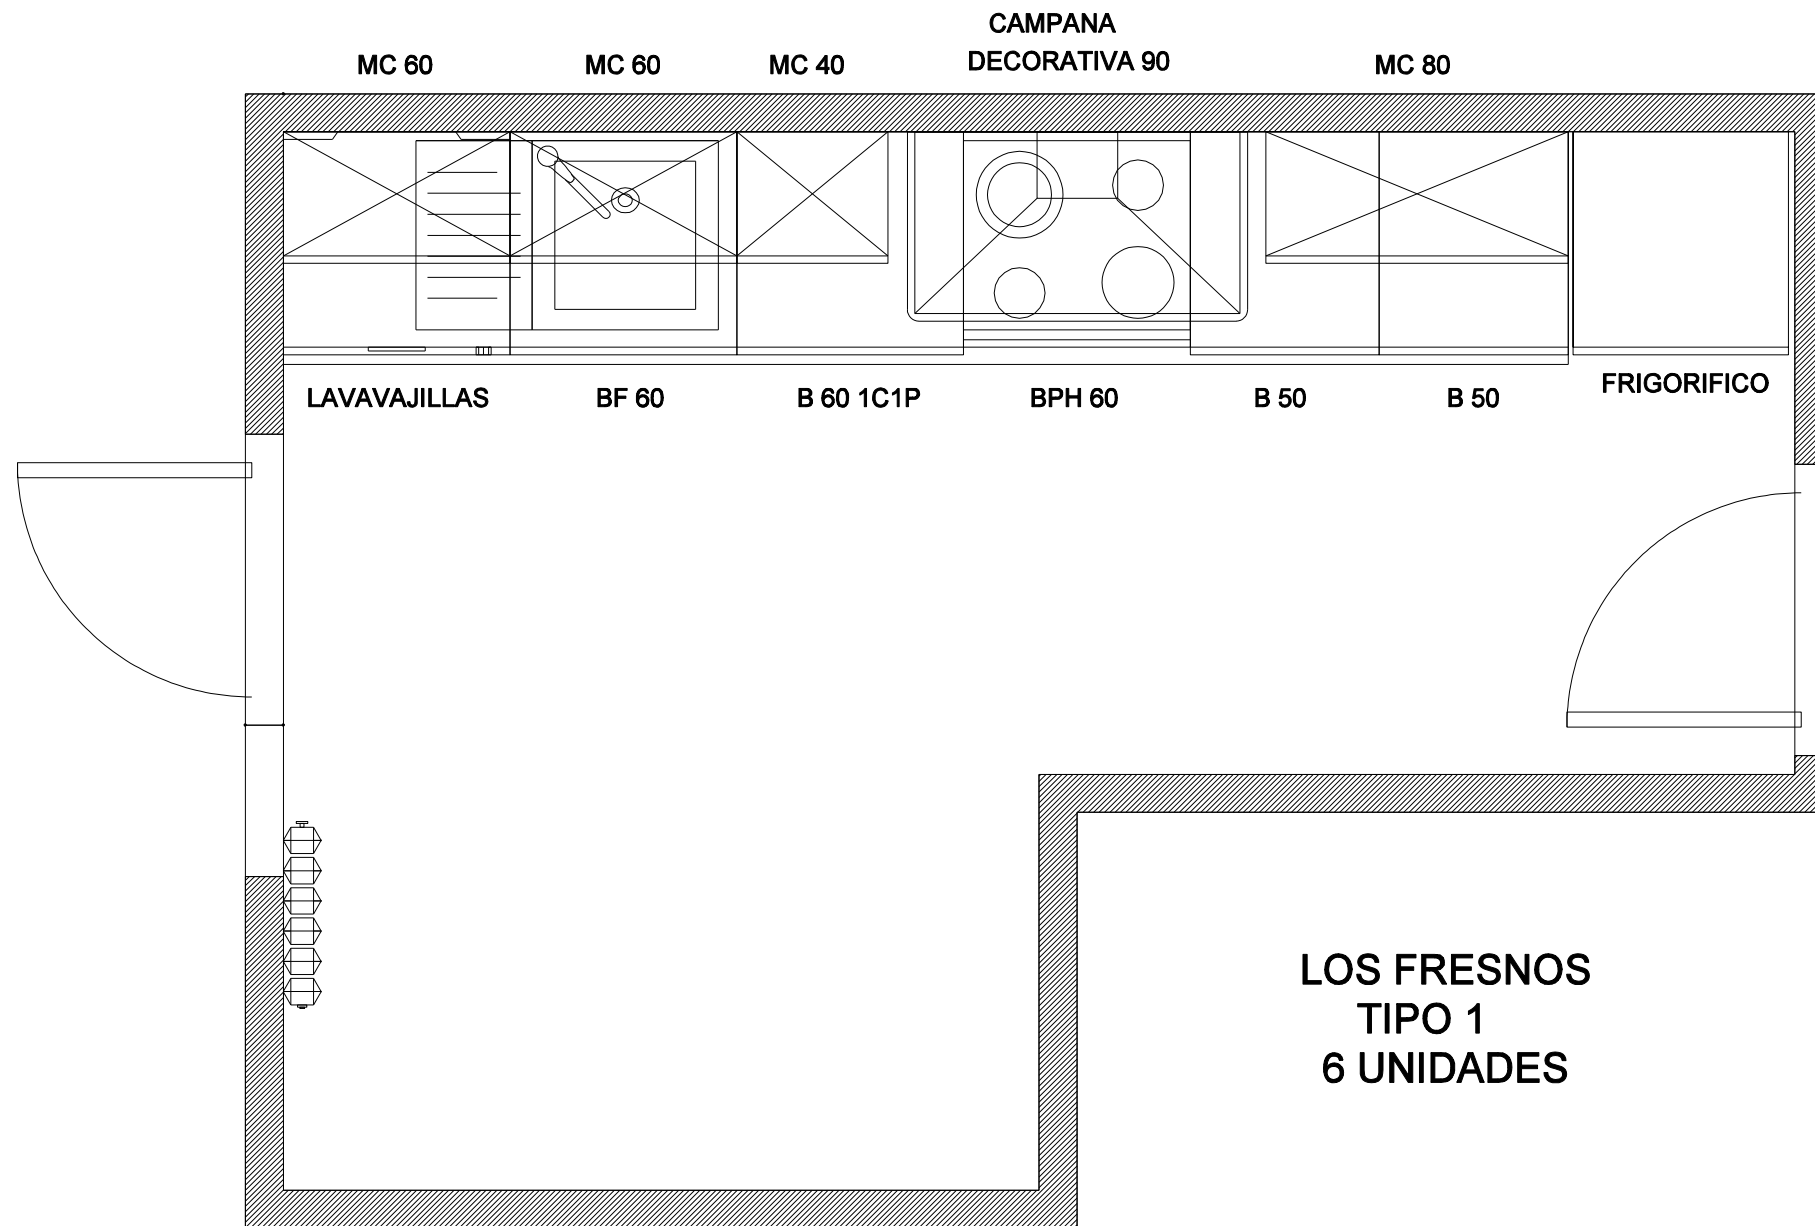 CAMPANA
DECORATIVA 90
MC 60
MC 60
MC 40
MC 80
LAVAVAJILLAS
BF 60
B 60 1C1P
BPH 60
B 50
B 50
FRIGORIFICO
LOS FRESNOS
TIPO 1
6 UNIDADES